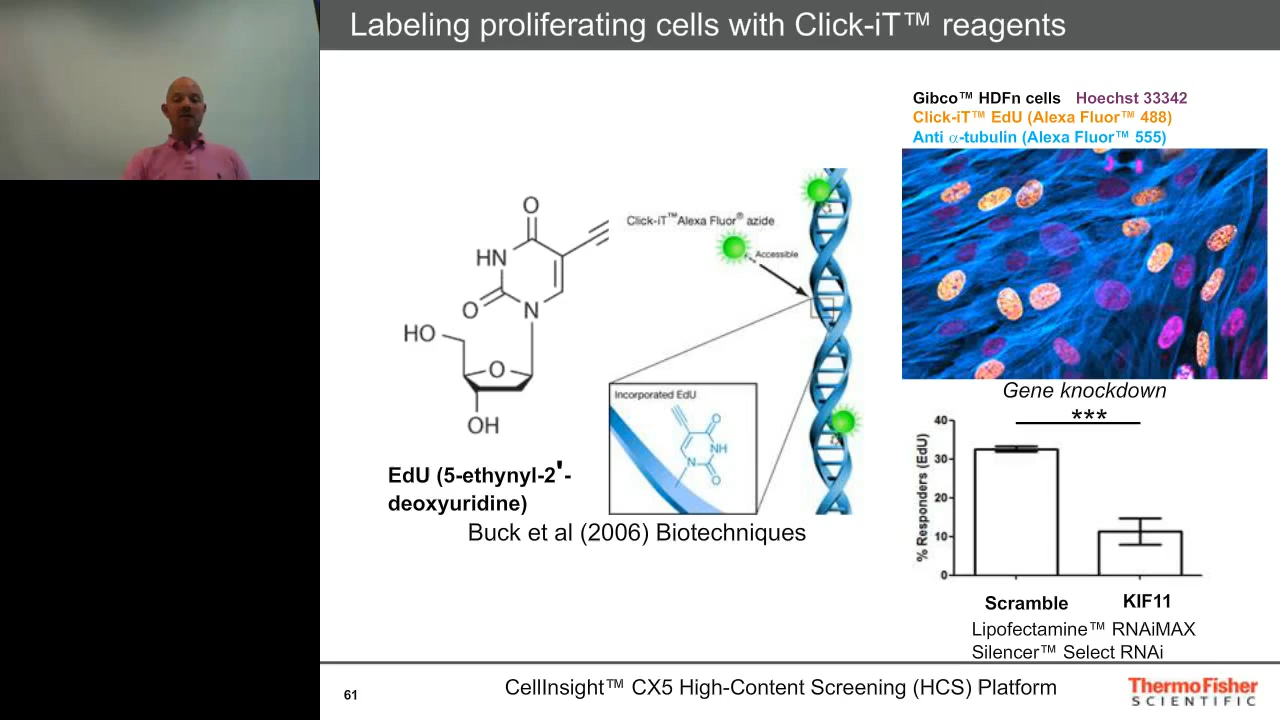 Labeling proliferating cells with Click-iT™ reagents
Gibco™ HDFn cells Hoechst 33342
Click-iT™ EdU (Alexa Fluor™ 488)
Anti α-tubulin (Alexa Fluor™ 555)
O
HN
O
N
HO
O
OH
EdU (5-ethynyl-2'-
deoxyuridine)
Click-iT™ Alexa Fluor® azide
Accessible
Incorporated EdU
O
NH
N
O
Buck et al (2006) Biotechniques
Gene knockdown
***
% Responders (EdU)
40
30
20
10
0
Scramble KIF11
Lipofectamine™ RNAiMAX
Silencer™ Select RNAi
61
CellInsight™ CX5 High-Content Screening (HCS) Platform
ThermoFisher
SCIENTIFIC